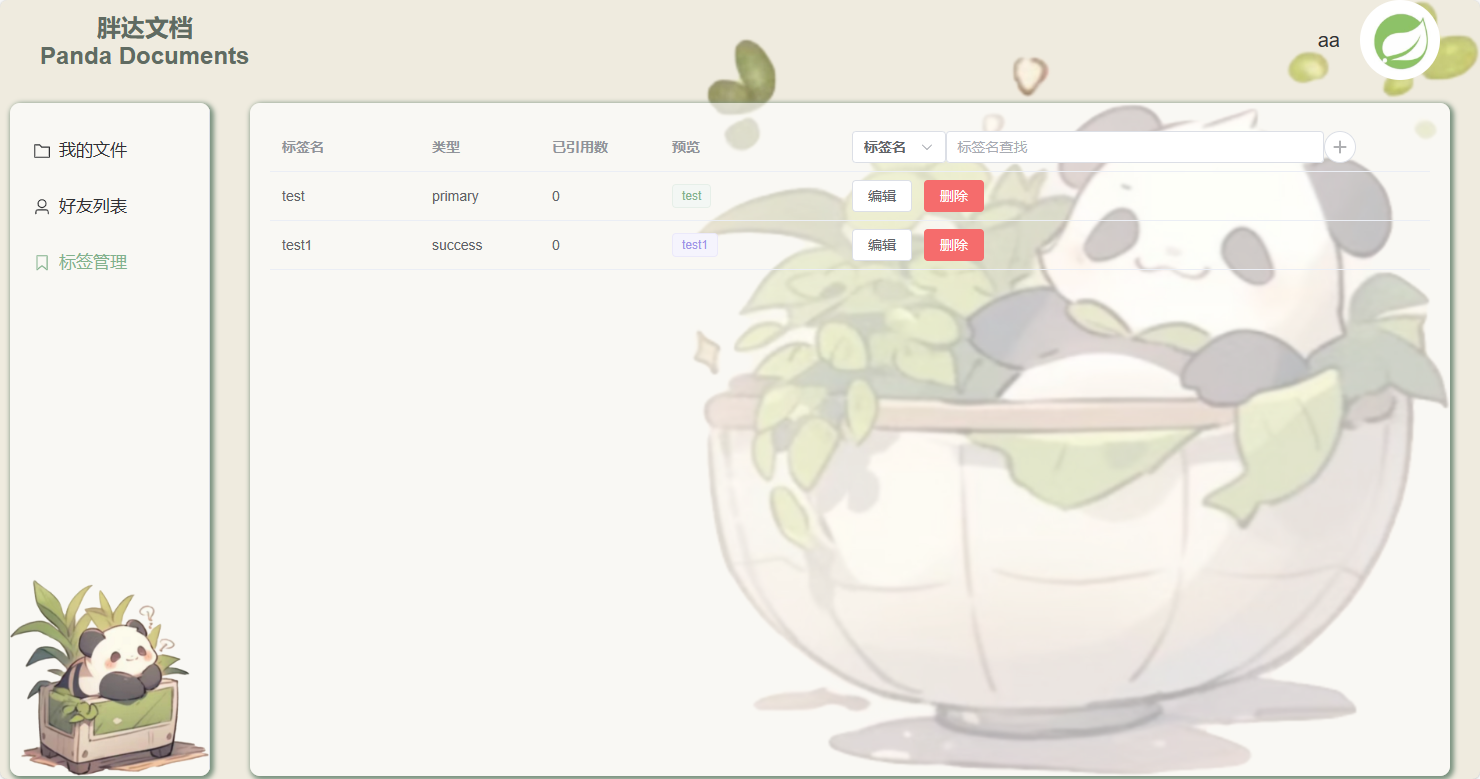 胖达文档
Panda Documents
aa
我的文件
好友列表
标签管理
标签名 类型 已引用数 预览 标签名 标签名查找
test primary 0 test 编辑 删除
test1 success 0 test1 编辑 删除